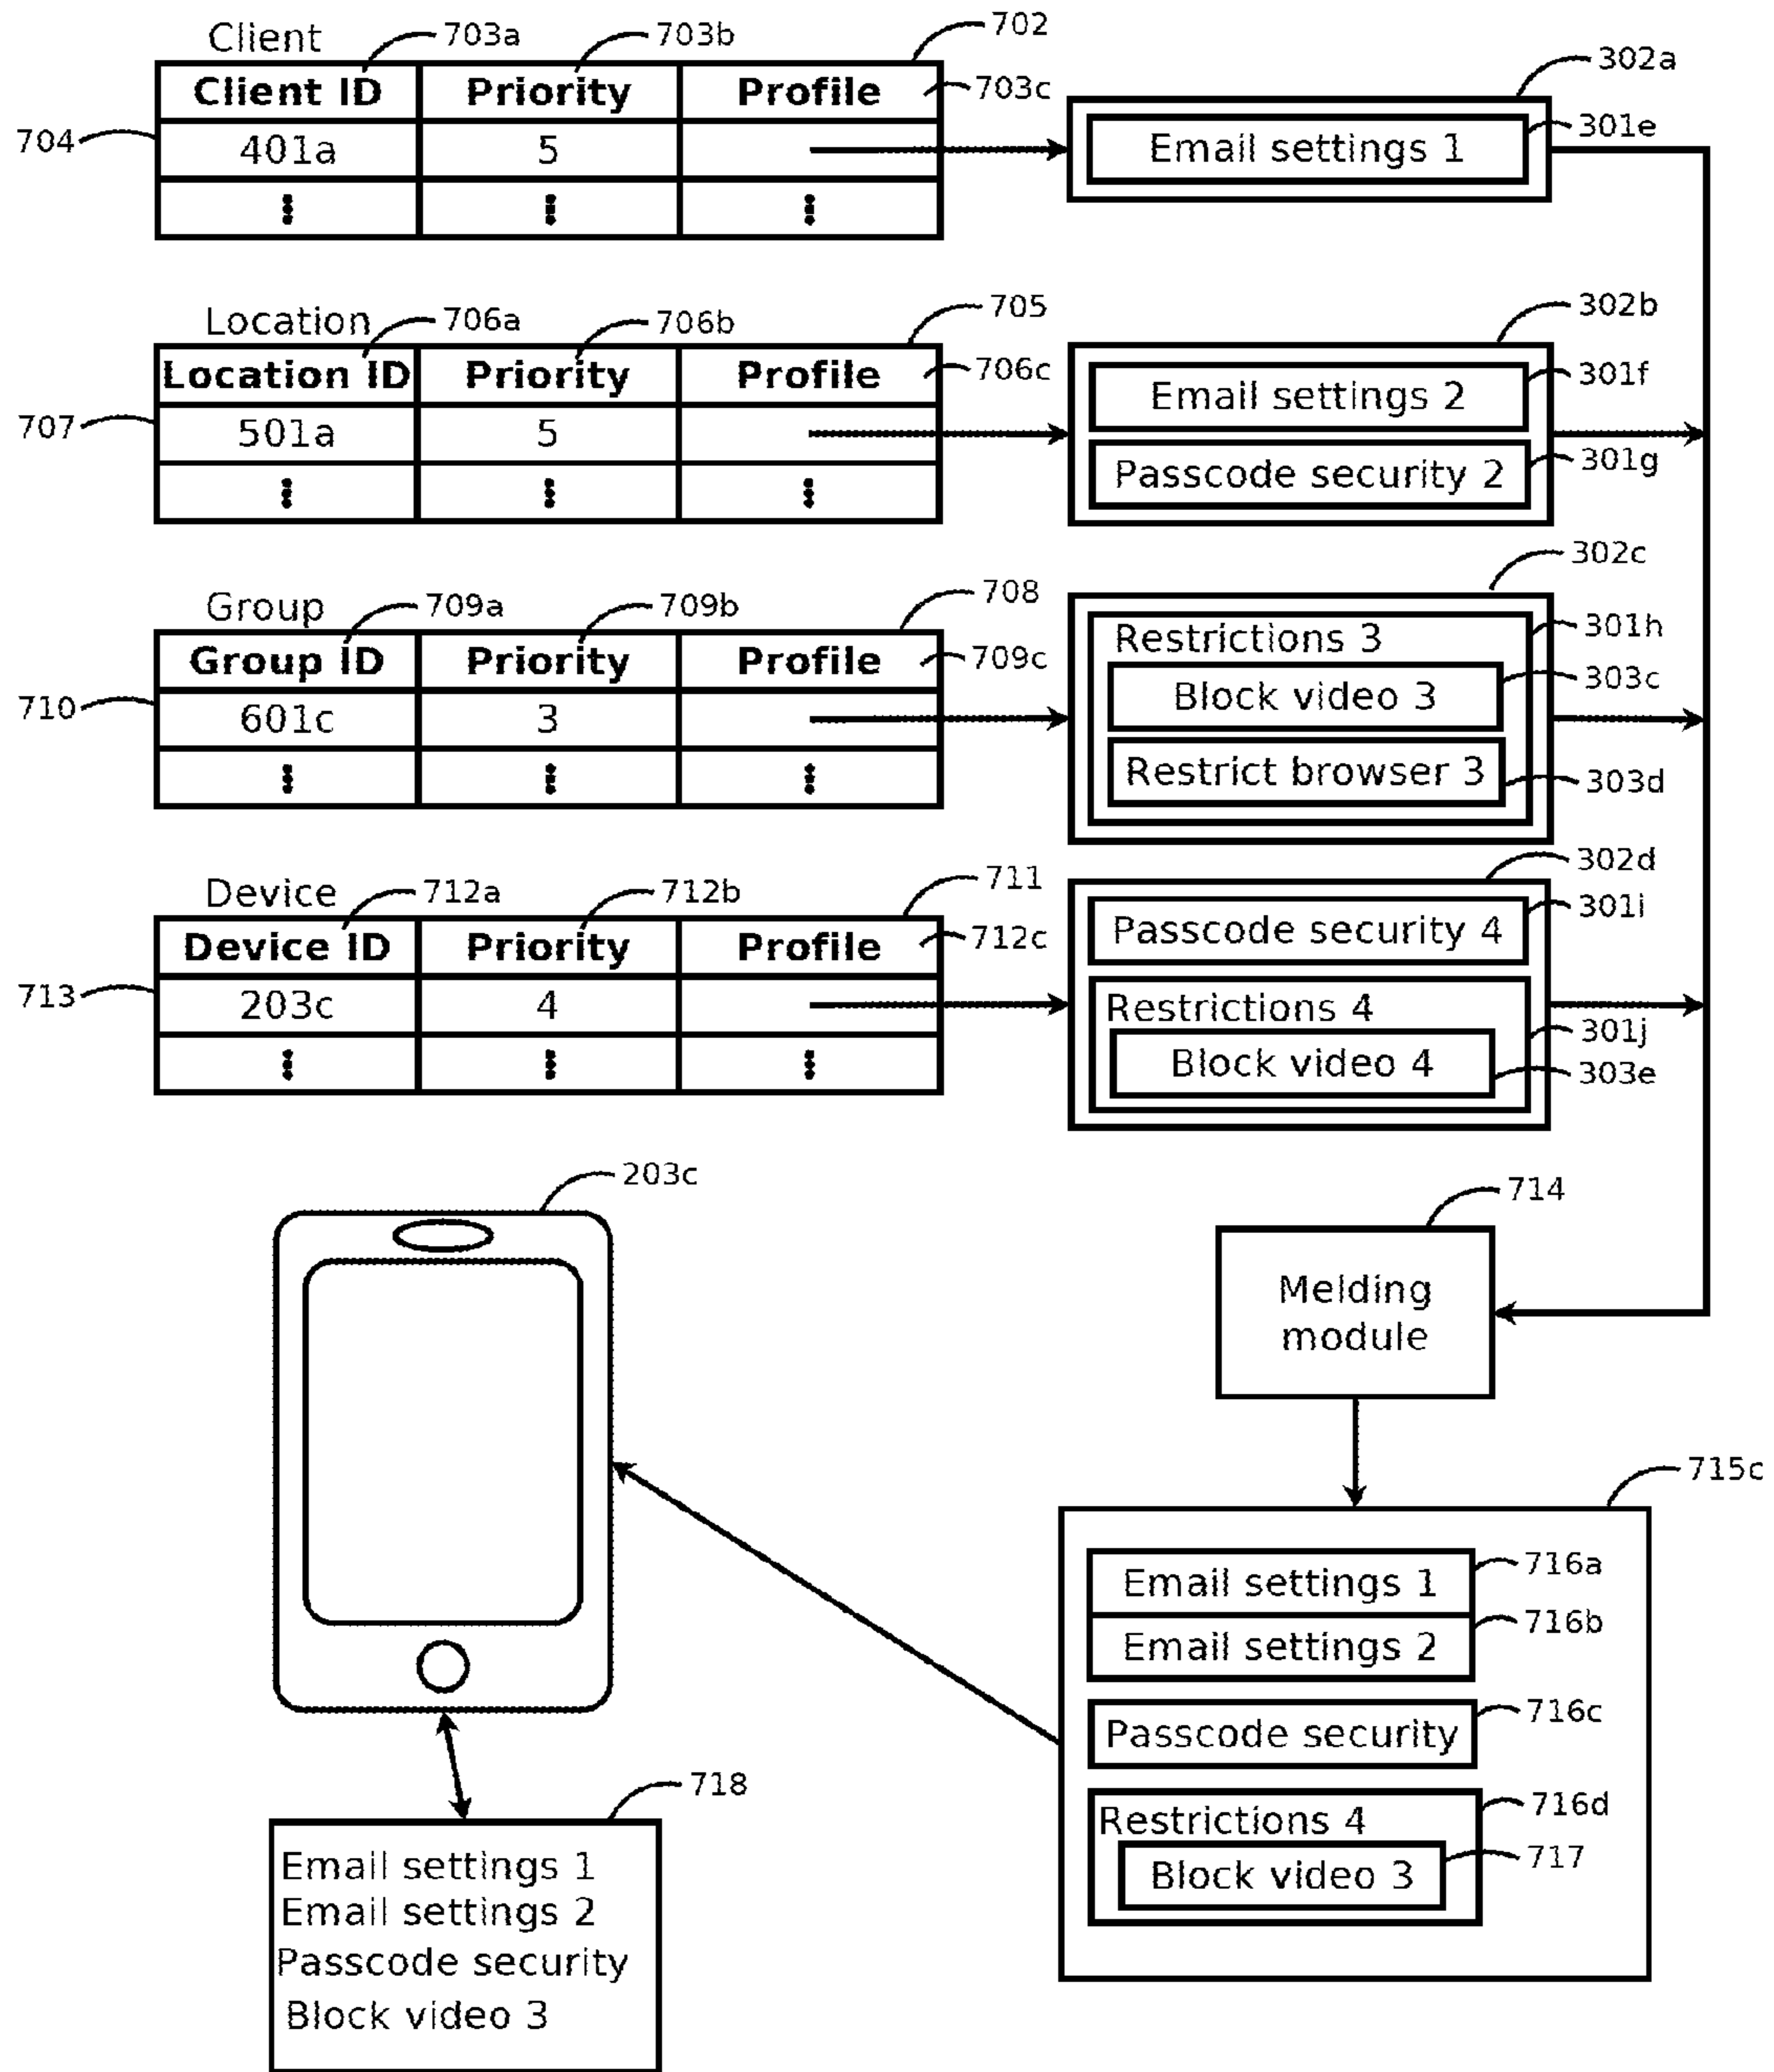 Client 703a 703b 702
Client ID Priority Profile 703c 302a
704 401a 5 Email settings 1 301e
Location 706a 706b 705 302b
Location ID Priority Profile 706c Email settings 2 301f
707 501a 5 Passcode security 2 301g
302c
Group 709a 709b 708 Restrictions 3 301h
Group ID Priority Profile 709c Block video 3 303c
710 601c 3 Restrict browser 3 303d
302d
Device 712a 712b 711 Passcode security 4 301i
Device ID Priority Profile 712c
713 203c 4 Restrictions 4 301j
Block video 4 303e
203c
714
Melding
module
715c
Email settings 1 716a
Email settings 2 716b
Passcode security 716c
Restrictions 4 716d
Block video 3 717
718
Email settings 1
Email settings 2
Passcode security
Block video 3